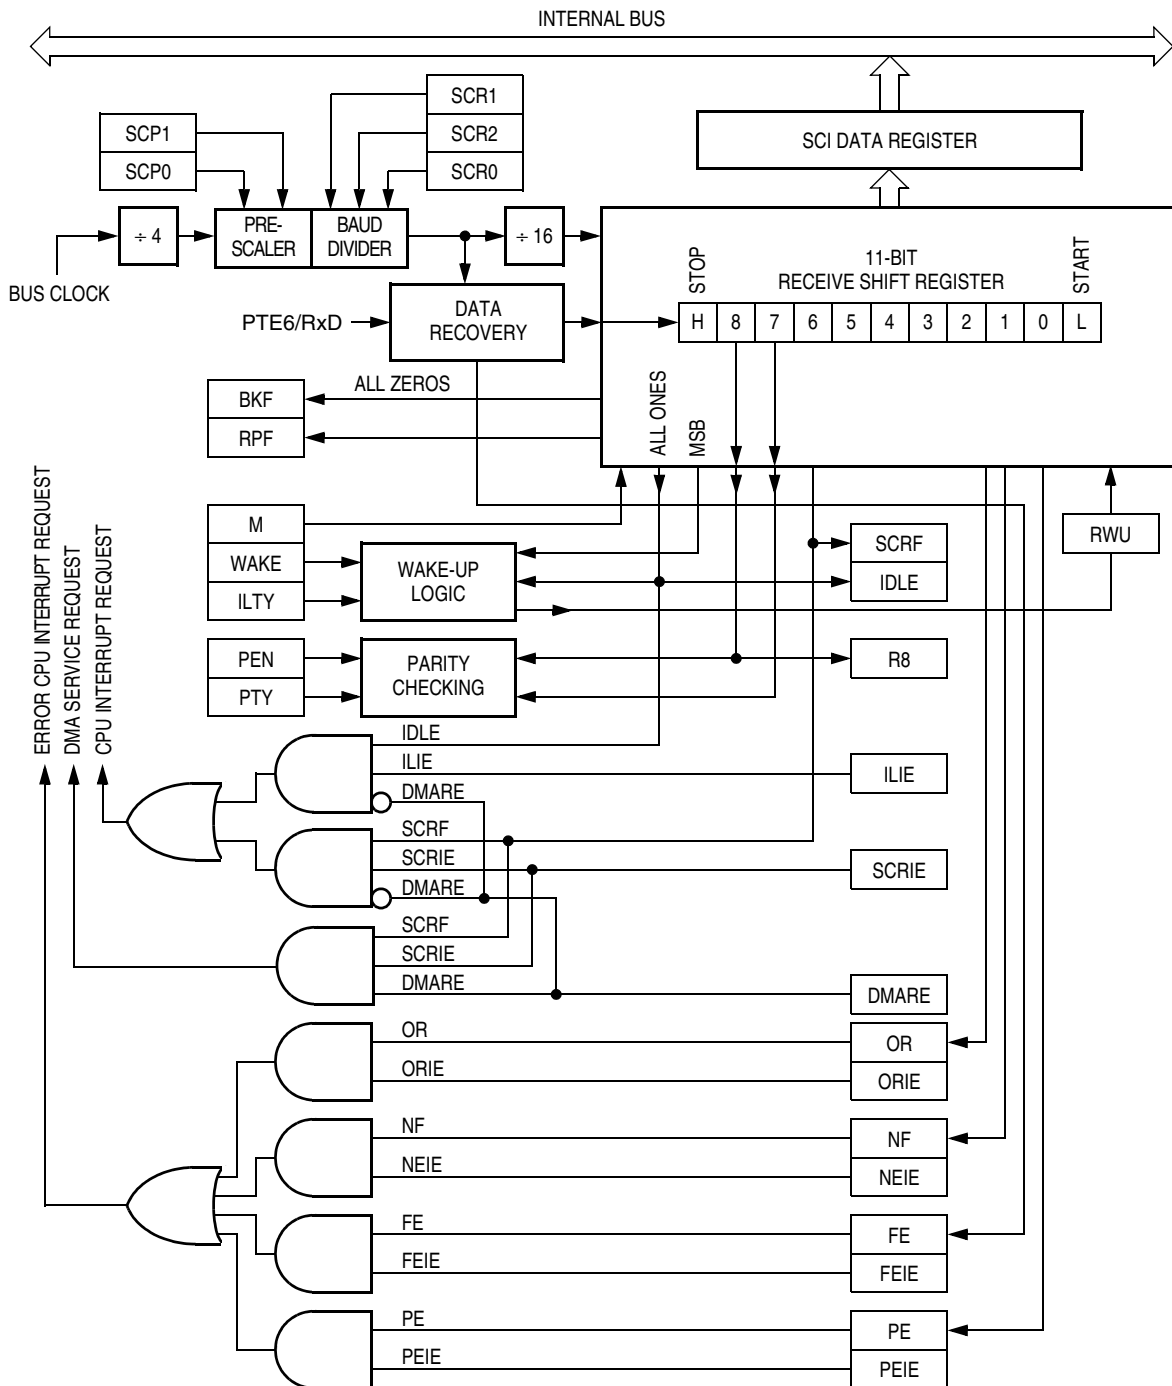 INTERNAL BUS
SCR1
SCR2
SCR0
SCP1
SCP0
SCI DATA REGISTER
÷ 4
PRE-
SCALER
BAUD
DIVIDER
÷ 16
BUS CLOCK
11-BIT
RECEIVE SHIFT REGISTER
STOP
START
H 8 7 6 5 4 3 2 1 0 L
PTE6/RxD
DATA
RECOVERY
ALL ZEROS
BKF
RPF
ALL ONES
MSB
M
WAKE
ILTY
WAKE-UP
LOGIC
SCRF
IDLE
RWU
PEN
PTY
PARITY
CHECKING
R8
ERROR CPU INTERRUPT REQUEST
DMA SERVICE REQUEST
CPU INTERRUPT REQUEST
IDLE
ILIE
ILIE
DMARE
SCRF
SCRIE
SCRIE
DMARE
SCRF
SCRIE
DMARE
DMARE
OR
OR
ORIE
ORIE
NF
NF
NEIE
NEIE
FE
FE
FEIE
FEIE
PE
PE
PEIE
PEIE